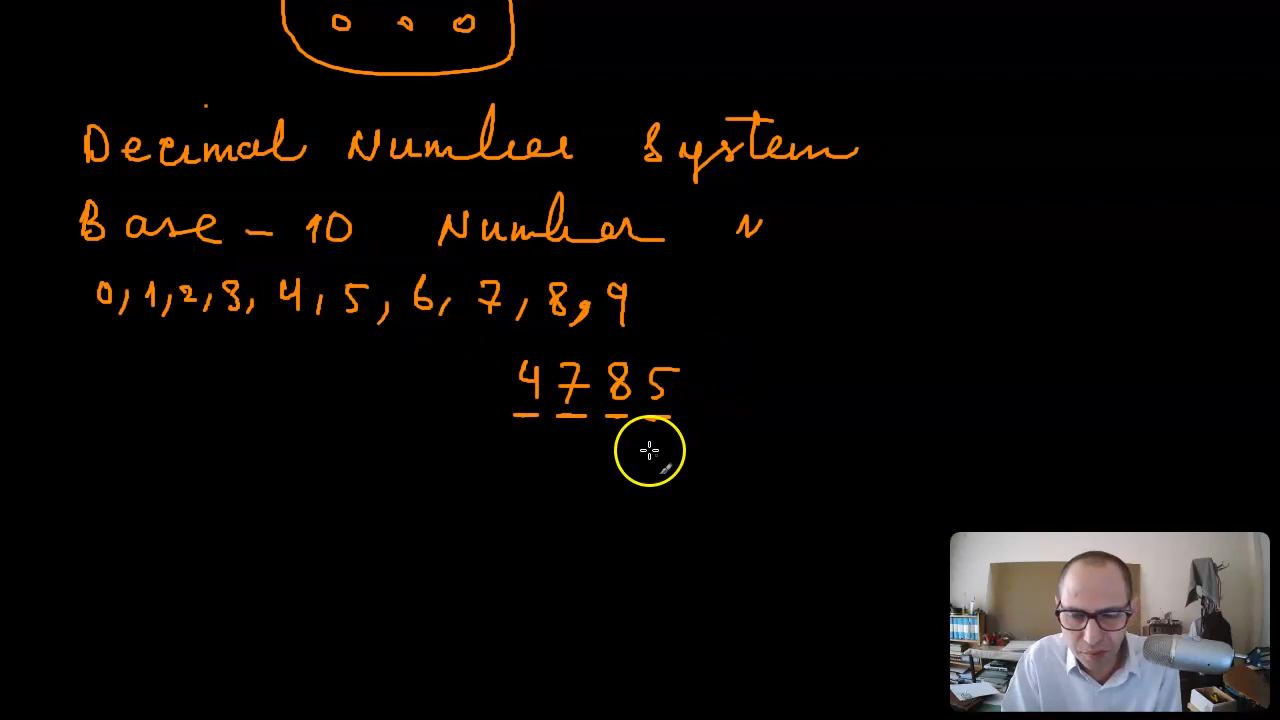 Decimal Number System
Base - 10 Number
0, 1, 2, 3, 4, 5, 6, 7, 8, 9
4785